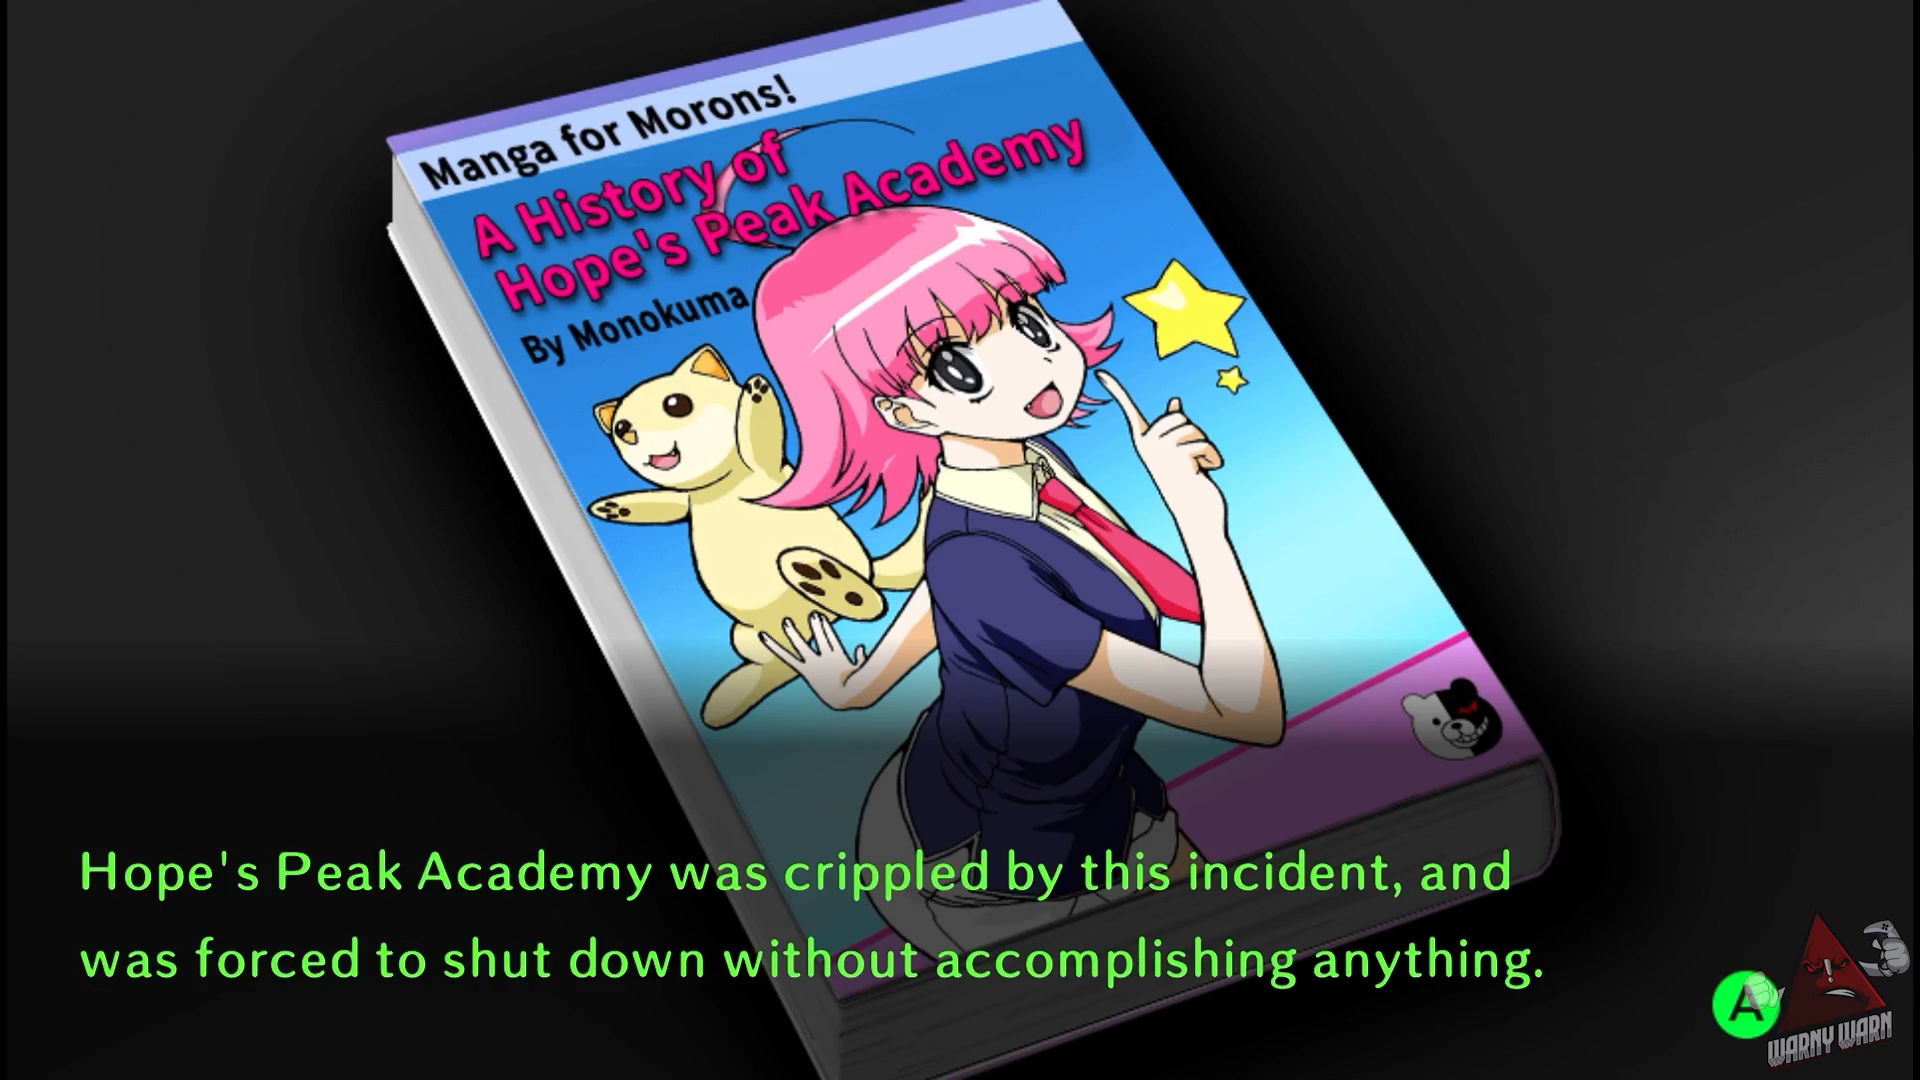 Manga for Morons!
A History of
Hope's Peak Academy
By Monokuma
Hope's Peak Academy was crippled by this incident, and
was forced to shut down without accomplishing anything.
A
!
WARNY WARN